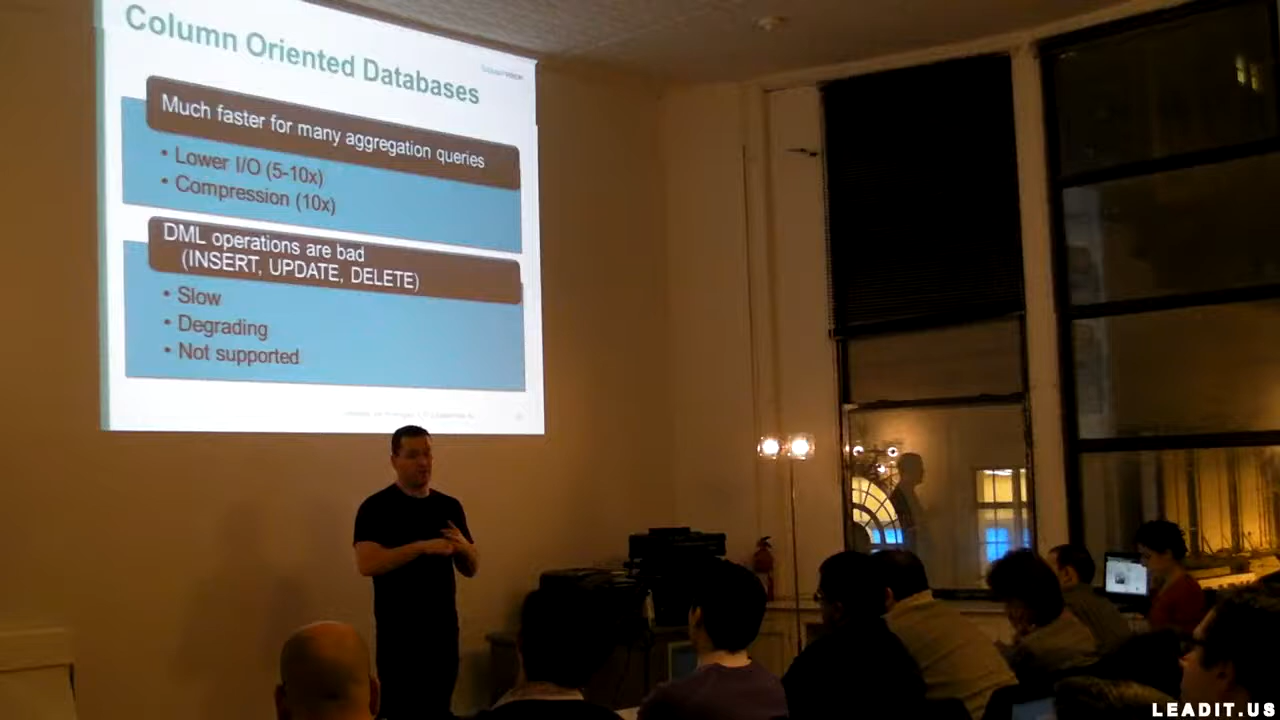 Column Oriented Databases
Much faster for many aggregation queries
• Lower I/O (5-10x)
• Compression (10x)
DML operations are bad
(INSERT, UPDATE, DELETE)
• Slow
• Degrading
• Not supported
LEADIT.US